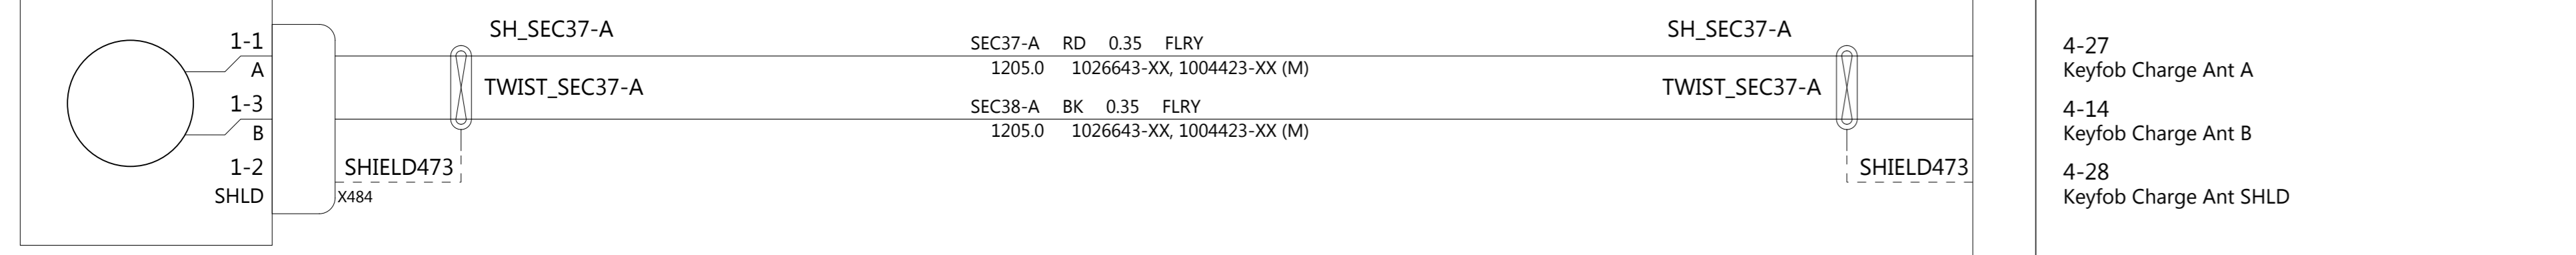 1-1
A
1-3
B
1-2
SHLD
X484
SHIELD473
SH_SEC37-A
TWIST_SEC37-A
SEC37-A RD 0.35 FLRY
1205.0 1026643-XX, 1004423-XX (M)
SEC38-A BK 0.35 FLRY
1205.0 1026643-XX, 1004423-XX (M)
SH_SEC37-A
TWIST_SEC37-A
SHIELD473
4-27
Keyfob Charge Ant A
4-14
Keyfob Charge Ant B
4-28
Keyfob Charge Ant SHLD